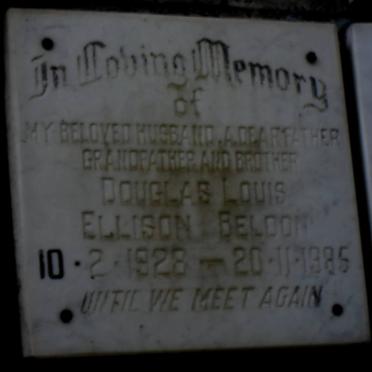 In Loving Memory
of
MY BELOVED HUSBAND, A DEAR FATHER
GRANDFATHER AND BROTHER
DOUGLAS LOUIS
ELLISON BELDON
10·2·1928 — 20·11·1985
UNTIL WE MEET AGAIN